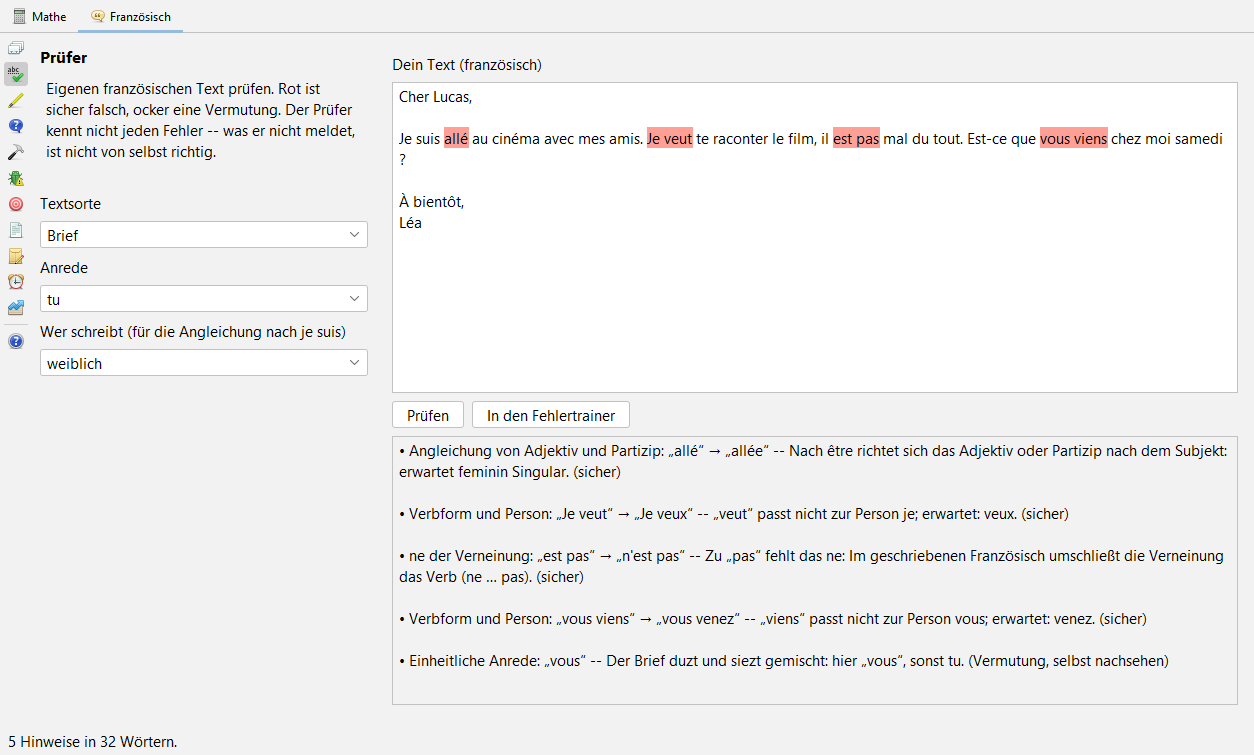 Mathe
Französisch
Prüfer
Eigenen französischen Text prüfen. Rot ist
sicher falsch, ocker eine Vermutung. Der Prüfer
kennt nicht jeden Fehler -- was er nicht meldet,
ist nicht von selbst richtig.
Textsorte
Brief
Anrede
tu
Wer schreibt (für die Angleichung nach je suis)
weiblich
Dein Text (französisch)
Cher Lucas,
Je suis allé au cinéma avec mes amis. Je veut te raconter le film, il est pas mal du tout. Est-ce que vous viens chez moi samedi
?
À bientôt,
Léa
Prüfen
In den Fehlertrainer
• Angleichung von Adjektiv und Partizip: „allé“ → „allée“ -- Nach être richtet sich das Adjektiv oder Partizip nach dem Subjekt:
erwartet feminin Singular. (sicher)
• Verbform und Person: „Je veut“ → „Je veux“ -- „veut“ passt nicht zur Person je; erwartet: veux. (sicher)
• ne der Verneinung: „est pas“ → „n'est pas“ -- Zu „pas“ fehlt das ne: Im geschriebenen Französisch umschließt die Verneinung
das Verb (ne ... pas). (sicher)
• Verbform und Person: „vous viens“ → „vous venez“ -- „viens“ passt nicht zur Person vous; erwartet: venez. (sicher)
• Einheitliche Anrede: „vous“ -- Der Brief duzt und siezt gemischt: hier „vous“, sonst tu. (Vermutung, selbst nachsehen)
5 Hinweise in 32 Wörtern.